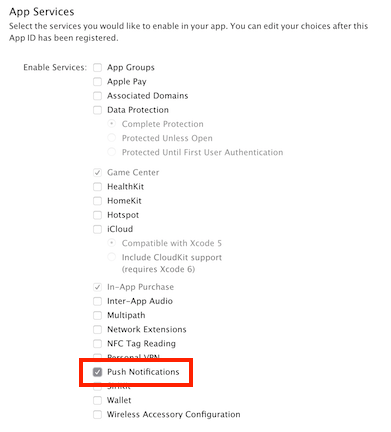 App Services
Select the services you would like to enable in your app. You can edit your choices after this
App ID has been registered.
Enable Services:
App Groups
Apple Pay
Associated Domains
Data Protection
Complete Protection
Protected Unless Open
Protected Until First User Authentication
Game Center
HealthKit
HomeKit
Hotspot
iCloud
Compatible with Xcode 5
Include CloudKit support
(requires Xcode 6)
In-App Purchase
Inter-App Audio
Multipath
Network Extensions
NFC Tag Reading
Personal VPN
Push Notifications
SiriKit
Wallet
Wireless Accessory Configuration